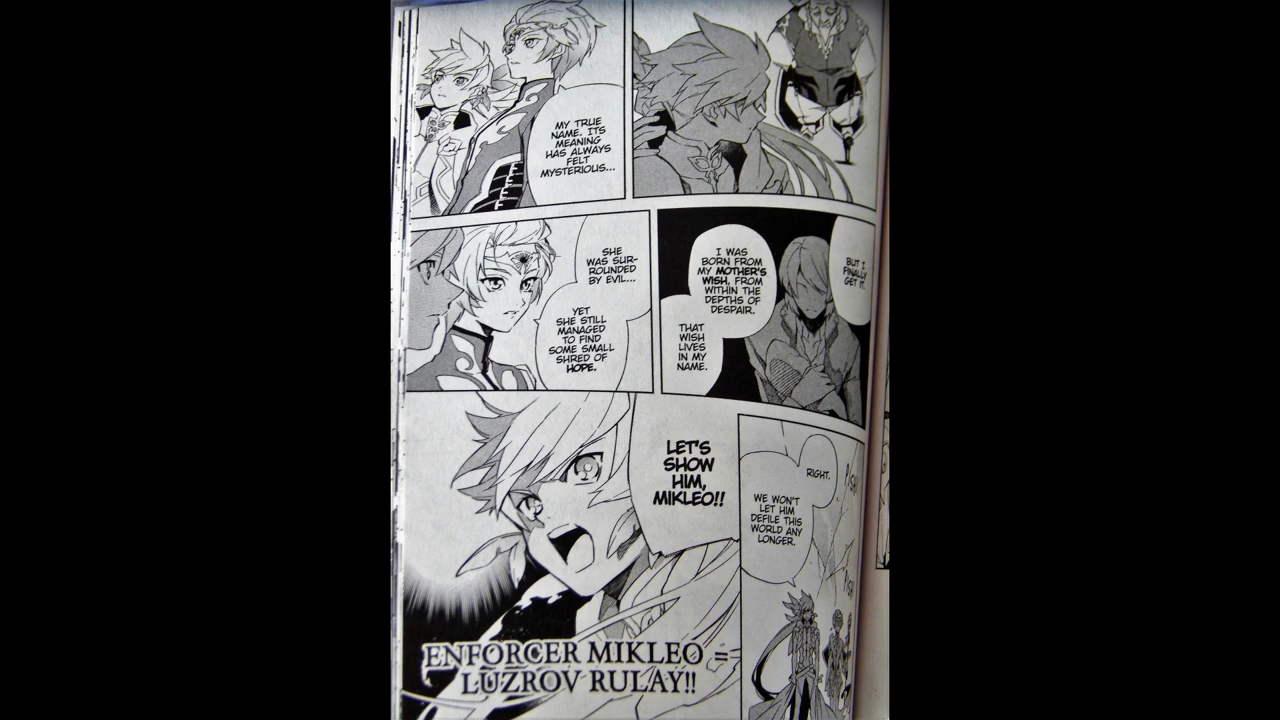 MY TRUE
NAME. ITS
MEANING
HAS ALWAYS
FELT
MYSTERIOUS...
BUT I
FINALLY
GET IT.
I WAS
BORN FROM
MY MOTHER'S
WISH, FROM
WITHIN THE
DEPTHS OF
DESPAIR.
THAT
WISH
LIVES
IN MY
NAME.
SHE
WAS SUR-
ROUNDED
BY EVIL...
YET
SHE STILL
MANAGED
TO FIND
SOME SMALL
SHRED OF
HOPE.
RIGHT.
WE WON'T
LET HIM
DEFILE THIS
WORLD ANY
LONGER.
LET'S
SHOW
HIM,
MIKLEO!!
ENFORCER MIKLEO =
LUZROV RULAY!!